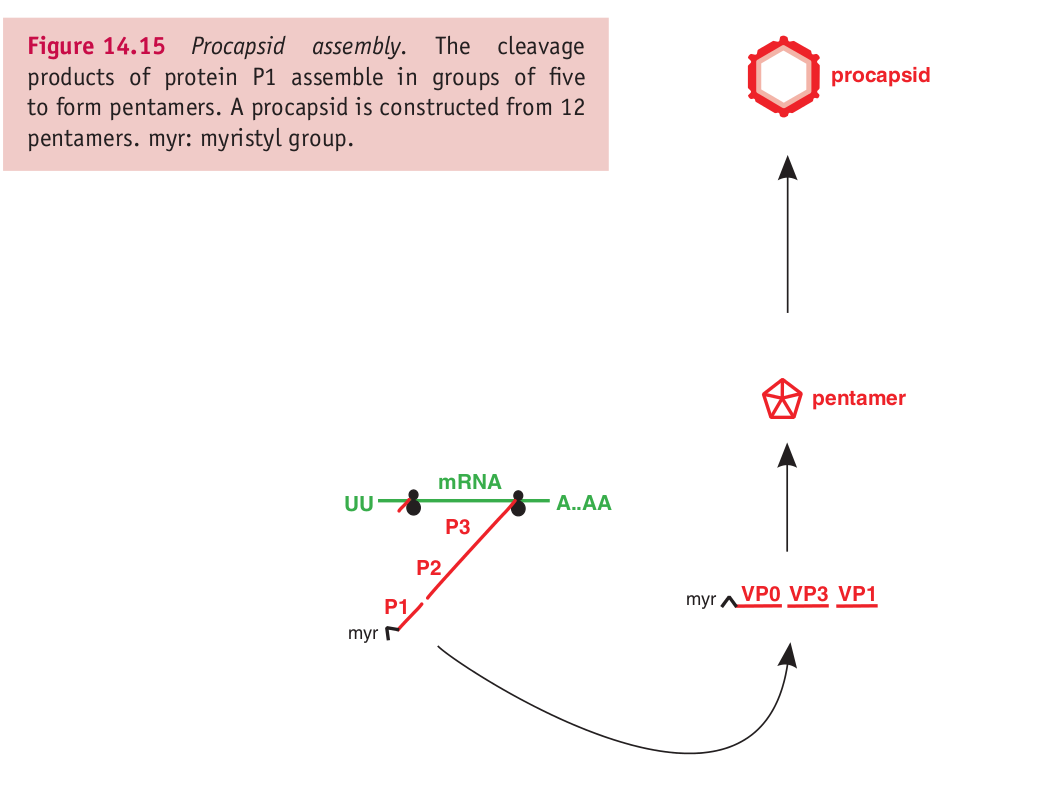 Figure 14.15 Procapsid assembly. The cleavage
products of protein P1 assemble in groups of five
to form pentamers. A procapsid is constructed from 12
pentamers. myr: myristyl group.
procapsid
pentamer
mRNA
UU
A..AA
P3
P2
P1
myr
myr VP0 VP3 VP1